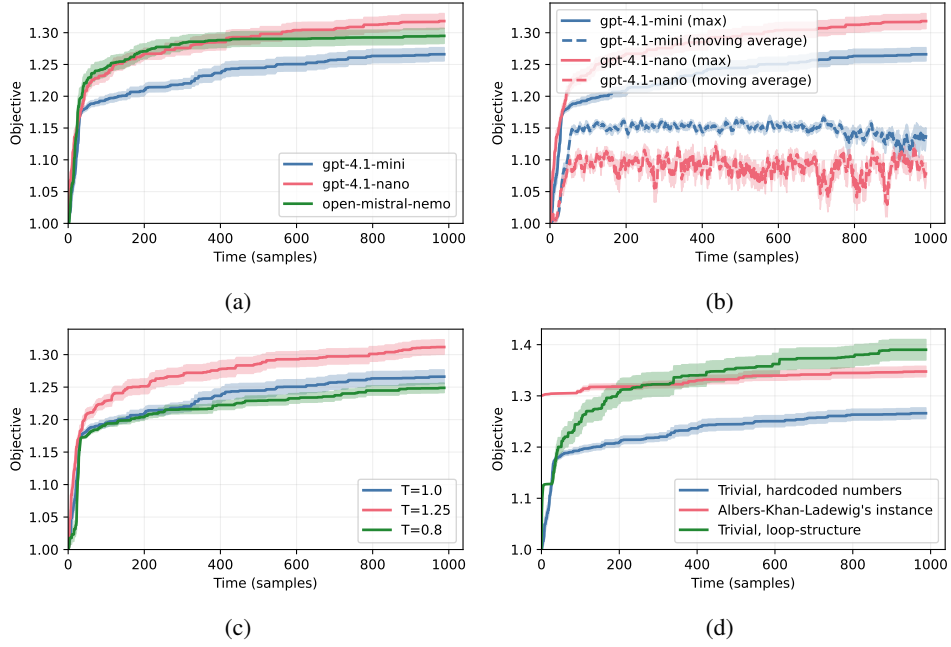 1.30
1.25
1.20
1.15
1.10
1.05
1.00
Objective
gpt-4.1-mini
gpt-4.1-nano
open-mistral-nemo
0 200 400 600 800 1000
Time (samples)
(a)
1.30
1.25
1.20
1.15
1.10
1.05
1.00
Objective
gpt-4.1-mini (max)
gpt-4.1-mini (moving average)
gpt-4.1-nano (max)
gpt-4.1-nano (moving average)
0 200 400 600 800 1000
Time (samples)
(b)
1.30
1.25
1.20
1.15
1.10
1.05
1.00
Objective
T=1.0
T=1.25
T=0.8
0 200 400 600 800 1000
Time (samples)
(c)
1.4
1.3
1.2
1.1
1.0
Objective
Trivial, hardcoded numbers
Albers-Khan-Ladewig's instance
Trivial, loop-structure
0 200 400 600 800 1000
Time (samples)
(d)